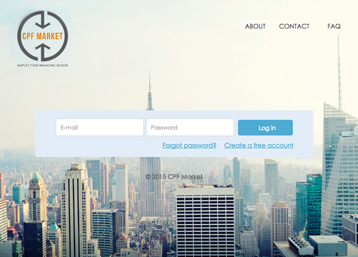 CPF MARKET
SIMPLIFY YOUR FINANCING SEARCH
ABOUT
CONTACT
FAQ
E-mail
Password
Log in
Forgot password?
Create a free account
© 2015 CPF Market